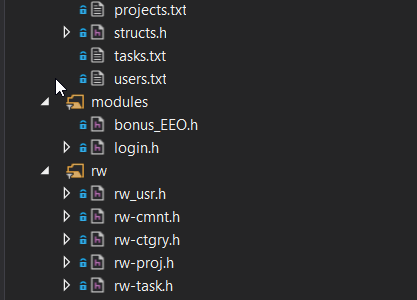 projects.txt
structs.h
tasks.txt
users.txt
modules
bonus_EEO.h
login.h
rw
rw_usr.h
rw-cmnt.h
rw-ctgry.h
rw-proj.h
rw-task.h